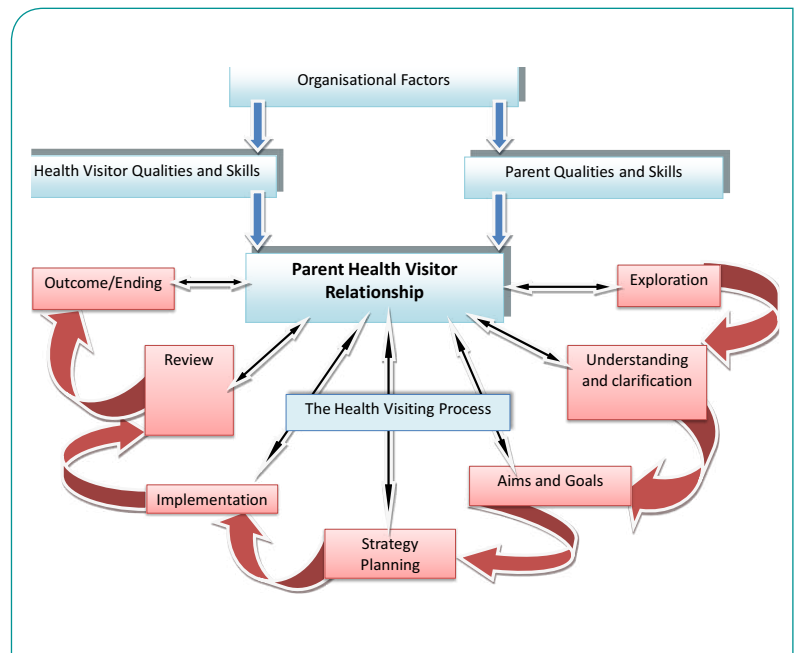 Organisational Factors
Health Visitor Qualities and Skills
Parent Qualities and Skills
Parent Health Visitor
Relationship
Outcome/Ending
Exploration
Review
Understanding
and clarification
The Health Visiting Process
Aims and Goals
Implementation
Strategy
Planning